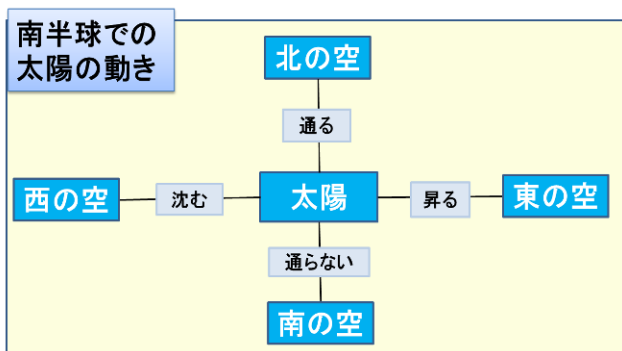 南半球での
太陽の動き
北の空
通る
西の空
沈む
太陽
昇る
東の空
通らない
南の空